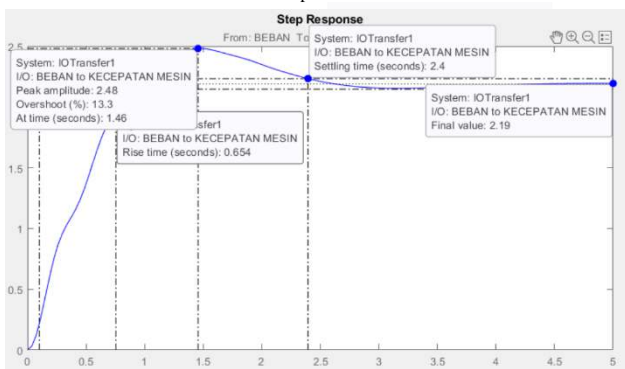 Step Response
From: BEBAN To
System: IOTransfer1
I/O: BEBAN to KECEPATAN MESIN
Settling time (seconds): 2.4
System: IOTransfer1
I/O: BEBAN to KECEPATAN MESIN
Peak amplitude: 2.48
Overshoot (%): 13.3
At time (seconds): 1.46
System: IOTransfer1
I/O: BEBAN to KECEPATAN MESIN
Final value: 2.19
sfer1
I/O: BEBAN to KECEPATAN MESIN
Rise time (seconds): 0.654
2.5
1.5
1
0.5
0
0 0.5 1 1.5 2 2.5 3 3.5 4 4.5 5